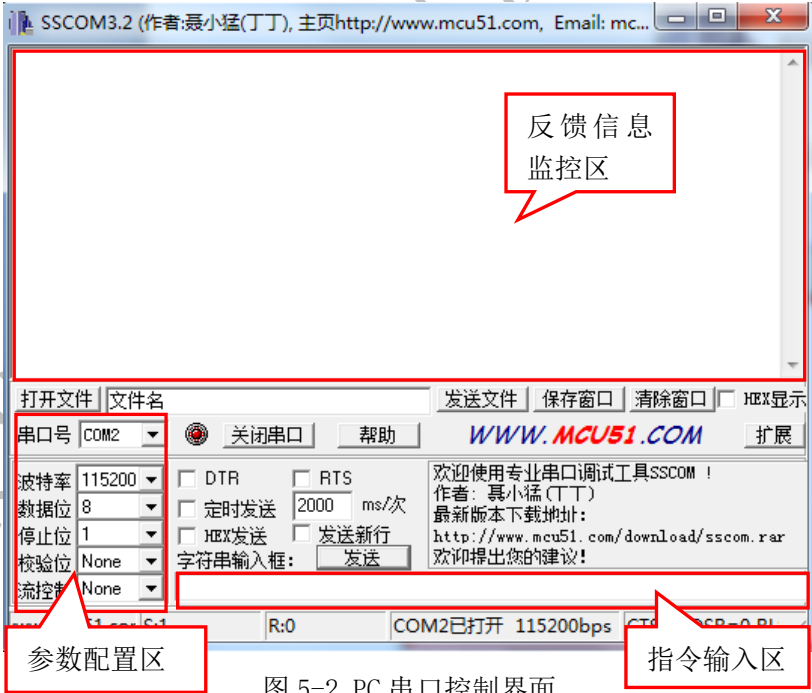 SSCOM3.2 (作者:聂小猛(丁丁), 主页http://www.mcu51.com, Email: mc...
反馈信息
监控区
打开文件 文件名 发送文件 保存窗口 清除窗口 HEX显示
串口号 COM2 关闭串口 帮助 WWW.MCU51.COM 扩展
波特率 115200
数据位 8
停止位 1
校验位 None
流控制 None
DTR RTS
定时发送 2000 ms/次
HEX发送 发送新行
字符串输入框: 发送
欢迎使用专业串口调试工具SSCOM !
作者: 聂小猛(丁丁)
最新版本下载地址:
http://www.mcu51.com/download/sscom.rar
欢迎提出您的建议!
S:1 R:0 COM2已打开 115200bps
参数配置区
指令输入区
图 5-2 PC 串口控制界面